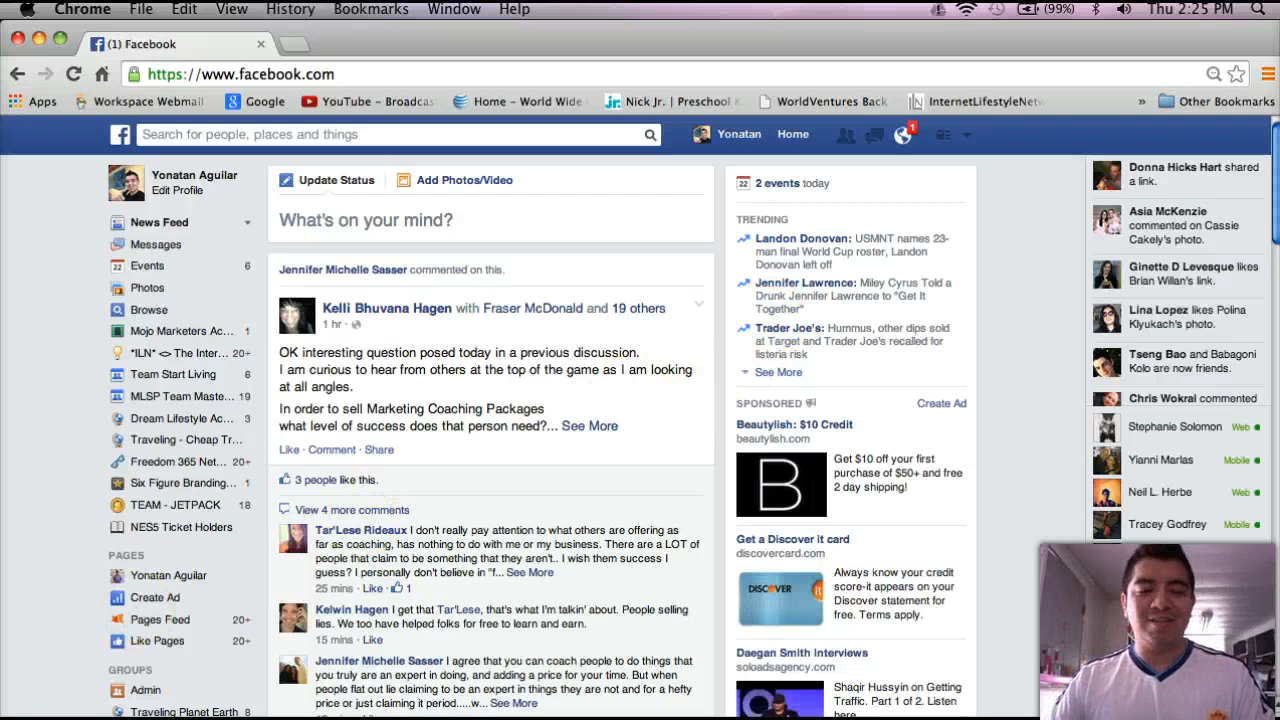 Chrome File Edit View History Bookmarks Window Help (99%) Thu 2:25 PM
(1) Facebook
https://www.facebook.com
Apps Workspace Webmail Google YouTube – Broadcas Home – World Wide Nick Jr. | Preschool WorldVentures Back InternetLifestyleNet » Other Bookmarks
Search for people, places and things Yonatan Home 1
Yonatan Aguilar
Edit Profile
News Feed
Messages
Events 6
Photos
Browse
Mojo Marketers Ac... 1
*ILN* <> The Inter... 20+
Team Start Living 6
MLSP Team Maste... 19
Dream Lifestyle Ac... 3
Traveling - Cheap Tr...
Freedom 365 Net... 20+
Six Figure Branding... 1
TEAM - JETPACK 18
NES5 Ticket Holders
PAGES
Yonatan Aguilar
Create Ad
Pages Feed 20+
Like Pages 20+
GROUPS
Admin
Traveling Planet Earth 8
Update Status Add Photos/Video
What's on your mind?
Jennifer Michelle Sasser commented on this.
Kelli Bhuvana Hagen with Fraser McDonald and 19 others
1 hr ·
OK interesting question posed today in a previous discussion.
I am curious to hear from others at the top of the game as I am looking
at all angles.
In order to sell Marketing Coaching Packages
what level of success does that person need?... See More
Like · Comment · Share
3 people like this.
View 4 more comments
Tar'Lese Rideaux I don't really pay attention to what others are offering as
far as coaching, has nothing to do with me or my business. There are a LOT of
people that claim to be something that they aren't.. I wish them success I
guess? I personally don't believe in "f... See More
25 mins · Like · 1
Kelwin Hagen I get that Tar'Lese, that's what I'm talkin' about. People selling
lies. We too have helped folks for free to learn and earn.
15 mins · Like
Jennifer Michelle Sasser I agree that you can coach people to do things that
you truly are an expert in doing, and adding a price for your time. But when
people flat out lie claiming to be an expert in things they are not and for a hefty
price or just claiming it period.....w... See More
22 2 events today
TRENDING
Landon Donovan: USMNT names 23-
man final World Cup roster, Landon
Donovan left off
Jennifer Lawrence: Miley Cyrus Told a
Drunk Jennifer Lawrence to "Get It
Together"
Trader Joe's: Hummus, other dips sold
at Target and Trader Joe's recalled for
listeria risk
See More
SPONSORED Create Ad
Beautylish: $10 Credit
beautylish.com
B
Get $10 off your first
purchase of $50+ and free
2 day shipping!
Get a Discover it card
discovercard.com
DISCOVER it
Always know your credit
score-it appears on your
Discover statement for
free. Terms apply.
Daegan Smith Interviews
soloadsagency.com
Shaqir Hussyin on Getting
Traffic. Part 1 of 2. Listen
here
Donna Hicks Hart shared
a link.
Asia McKenzie
commented on Cassie
Cakely's photo.
Ginette D Levesque likes
Brian Willan's link.
Lina Lopez likes Polina
Klyukach's photo.
Tseng Bao and Babagoni
Kolo are now friends.
Chris Wokral commented
Stephanie Solomon Web
Yianni Marlas Mobile
Neil L. Herbe Web
Tracey Godfrey Mobile